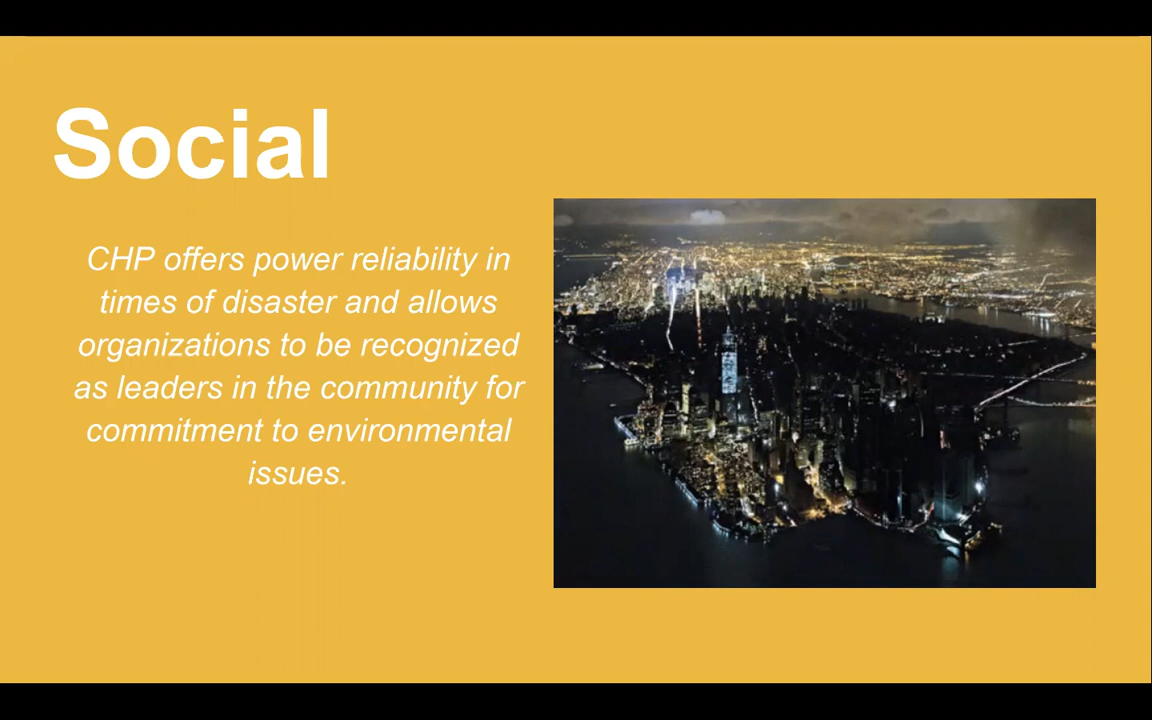 Social
CHP offers power reliability in
times of disaster and allows
organizations to be recognized
as leaders in the community for
commitment to environmental
issues.